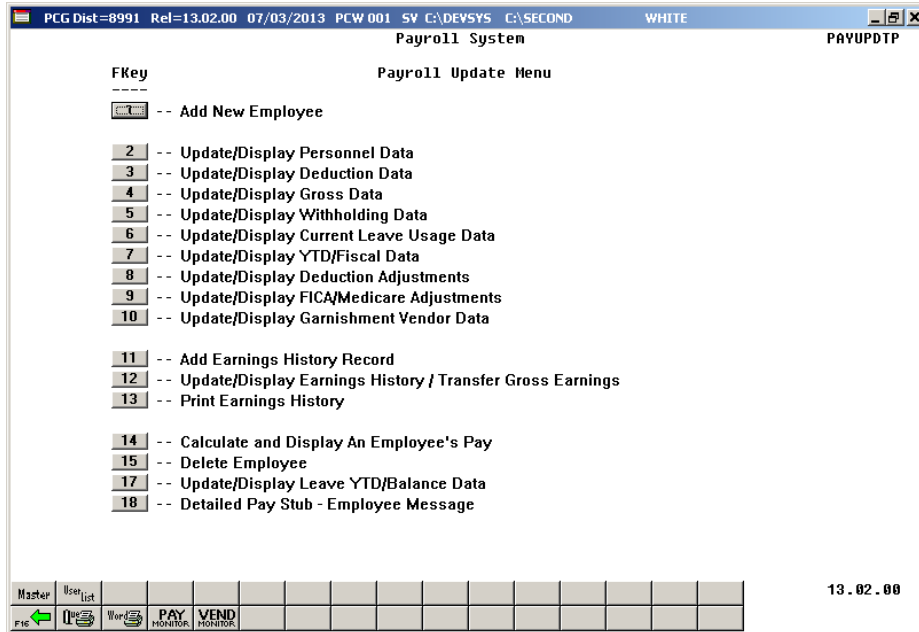 PCG Dist=8991 Rel=13.02.00 07/03/2013 PCW 001 SV C:\DEVSYS C:\SECOND WHITE
Payroll System PAYUPDTP
FKey Payroll Update Menu
----
1 -- Add New Employee
2 -- Update/Display Personnel Data
3 -- Update/Display Deduction Data
4 -- Update/Display Gross Data
5 -- Update/Display Withholding Data
6 -- Update/Display Current Leave Usage Data
7 -- Update/Display YTD/Fiscal Data
8 -- Update/Display Deduction Adjustments
9 -- Update/Display FICA/Medicare Adjustments
10 -- Update/Display Garnishment Vendor Data
11 -- Add Earnings History Record
12 -- Update/Display Earnings History / Transfer Gross Earnings
13 -- Print Earnings History
14 -- Calculate and Display An Employee's Pay
15 -- Delete Employee
17 -- Update/Display Leave YTD/Balance Data
18 -- Detailed Pay Stub - Employee Message
Master User List 13.02.00
F16 Que Word PAY MONITOR VEND MONITOR